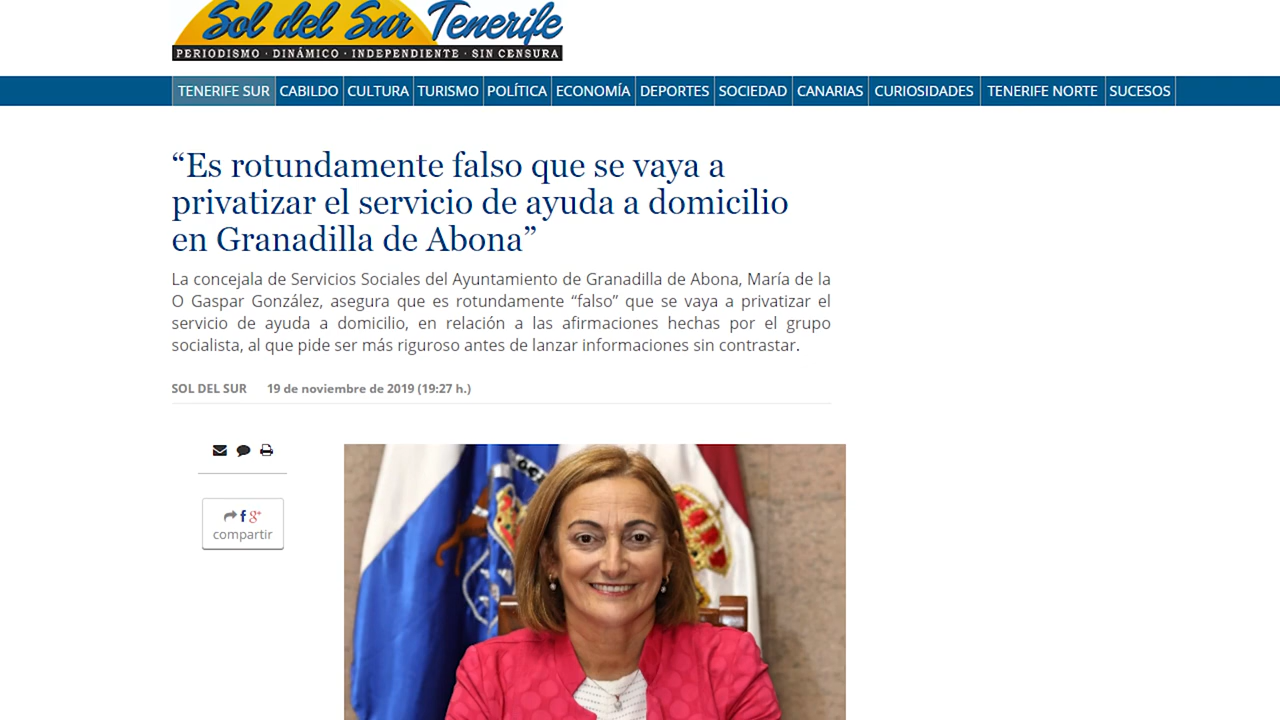 Sol del Sur Tenerife
PERIODISMO · DINÁMICO · INDEPENDIENTE · SIN CENSURA
TENERIFE SUR CABILDO CULTURA TURISMO POLÍTICA ECONOMÍA DEPORTES SOCIEDAD CANARIAS CURIOSIDADES TENERIFE NORTE SUCESOS
“Es rotundamente falso que se vaya a
privatizar el servicio de ayuda a domicilio
en Granadilla de Abona”
La concejala de Servicios Sociales del Ayuntamiento de Granadilla de Abona, María de la
O Gaspar González, asegura que es rotundamente “falso” que se vaya a privatizar el
servicio de ayuda a domicilio, en relación a las afirmaciones hechas por el grupo
socialista, al que pide ser más riguroso antes de lanzar informaciones sin contrastar.
SOL DEL SUR 19 de noviembre de 2019 (19:27 h.)
compartir